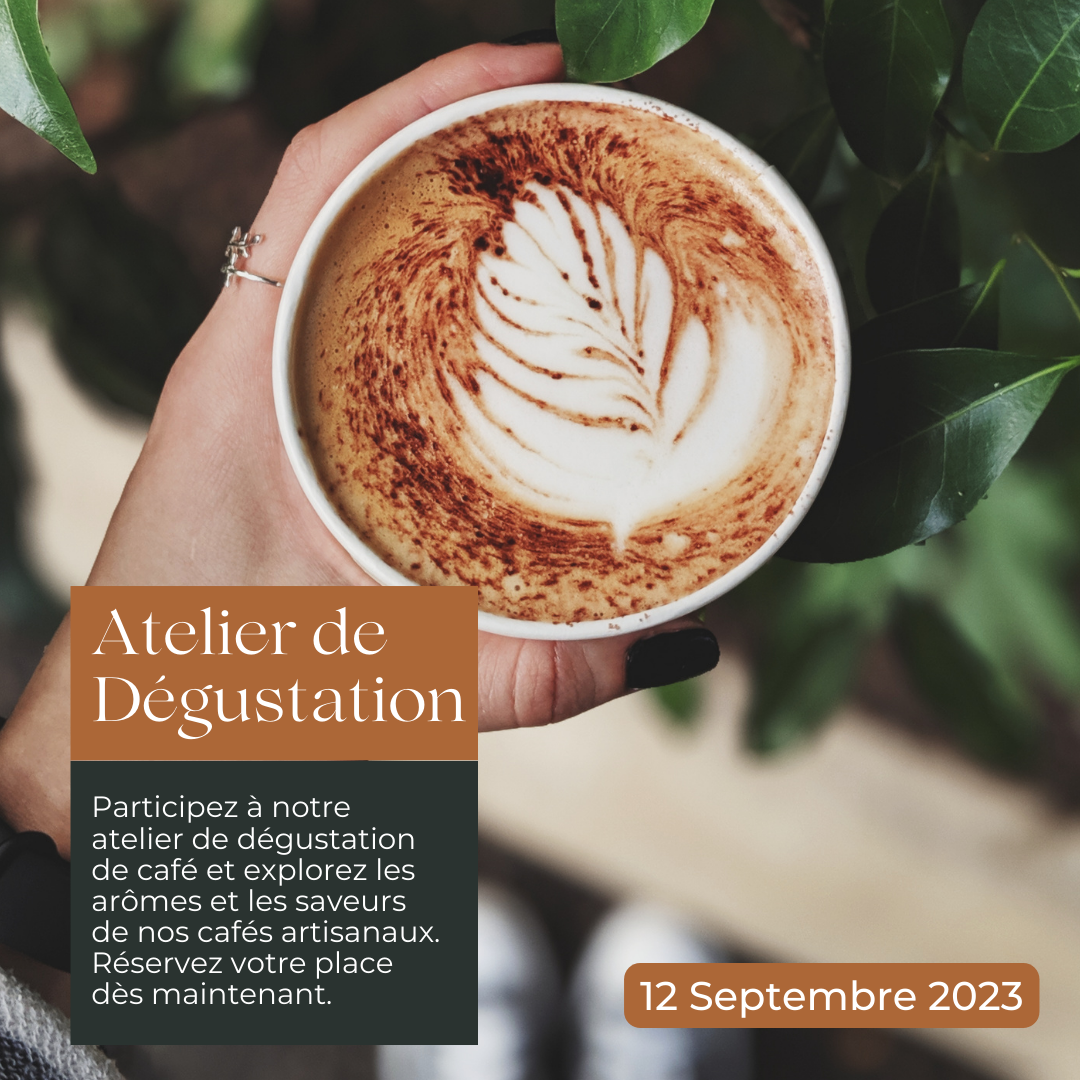 Atelier de
Dégustation
Participez à notre
atelier de dégustation
de café et explorez les
arômes et les saveurs
de nos cafés artisanaux.
Réservez votre place
dès maintenant.
12 Septembre 2023